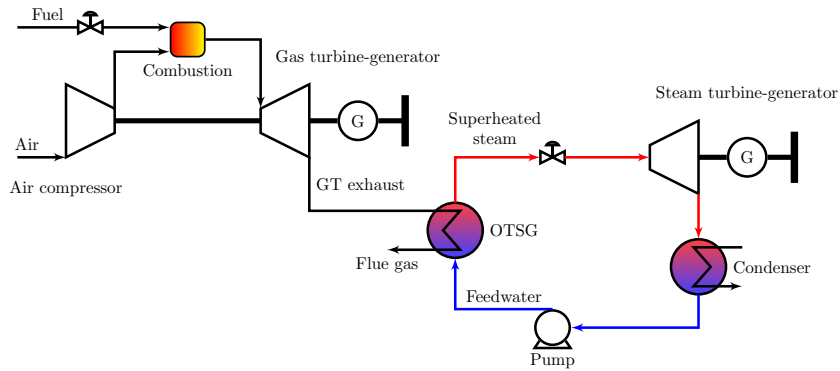 Fuel
Combustion
Gas turbine-generator
G
Air
Air compressor
GT exhaust
Superheated
steam
Steam turbine-generator
G
OTSG
Flue gas
Feedwater
Condenser
Pump